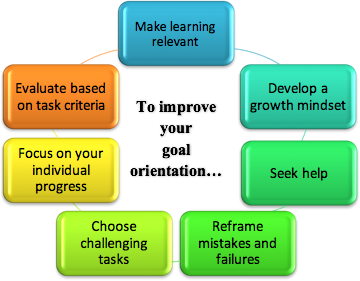 Make learning
relevant
Develop a
growth mindset
Seek help
Reframe
mistakes and
failures
Choose
challenging
tasks
Focus on your
individual
progress
Evaluate based
on task criteria
To improve
your
goal
orientation…